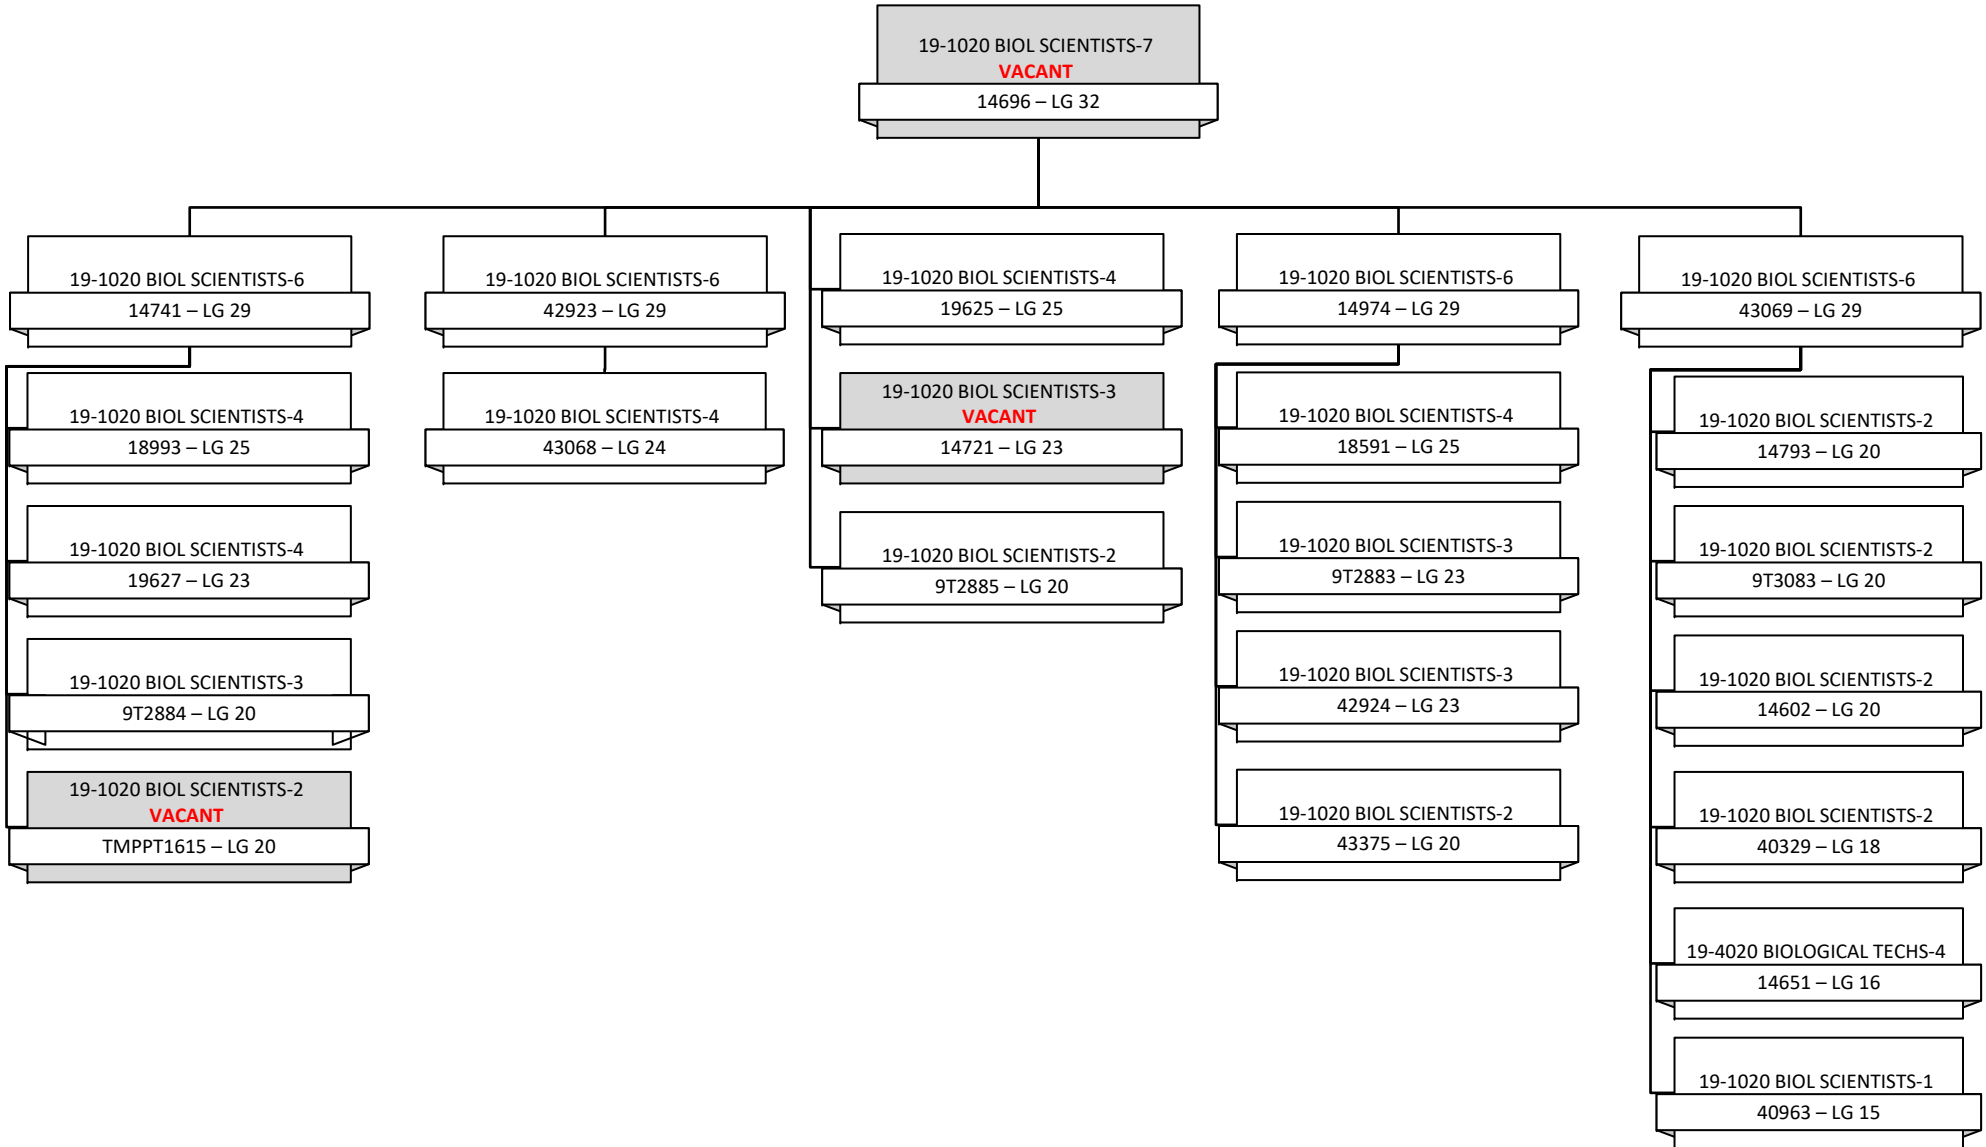 19-1020 BIOL SCIENTISTS-7
VACANT
14696 – LG 32
19-1020 BIOL SCIENTISTS-6
14741 – LG 29
19-1020 BIOL SCIENTISTS-4
18993 – LG 25
19-1020 BIOL SCIENTISTS-4
19627 – LG 23
19-1020 BIOL SCIENTISTS-3
9T2884 – LG 20
19-1020 BIOL SCIENTISTS-2
VACANT
TMPPT1615 – LG 20
19-1020 BIOL SCIENTISTS-6
42923 – LG 29
19-1020 BIOL SCIENTISTS-4
43068 – LG 24
19-1020 BIOL SCIENTISTS-4
19625 – LG 25
19-1020 BIOL SCIENTISTS-3
VACANT
14721 – LG 23
19-1020 BIOL SCIENTISTS-2
9T2885 – LG 20
19-1020 BIOL SCIENTISTS-6
14974 – LG 29
19-1020 BIOL SCIENTISTS-4
18591 – LG 25
19-1020 BIOL SCIENTISTS-3
9T2883 – LG 23
19-1020 BIOL SCIENTISTS-3
42924 – LG 23
19-1020 BIOL SCIENTISTS-2
43375 – LG 20
19-1020 BIOL SCIENTISTS-6
43069 – LG 29
19-1020 BIOL SCIENTISTS-2
14793 – LG 20
19-1020 BIOL SCIENTISTS-2
9T3083 – LG 20
19-1020 BIOL SCIENTISTS-2
14602 – LG 20
19-1020 BIOL SCIENTISTS-2
40329 – LG 18
19-4020 BIOLOGICAL TECHS-4
14651 – LG 16
19-1020 BIOL SCIENTISTS-1
40963 – LG 15